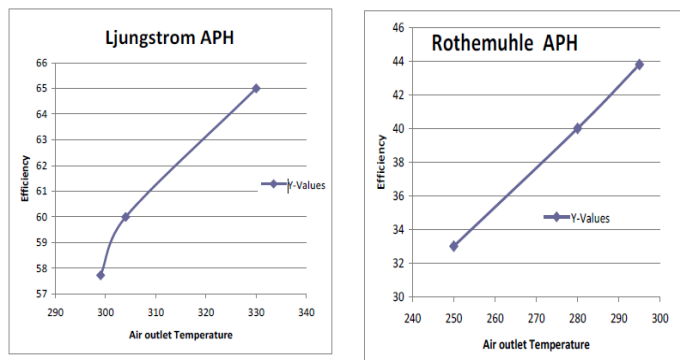 Ljungstrom APH
66
65
64
63
62
61
60
59
58
57
290 300 310 320 330 340
Efficiency
Air outlet Temperature
Y-Values
Rothemuhle APH
46
44
42
40
38
36
34
32
30
240 250 260 270 280 290 300
Efficiency
Air outlet Temperature
Y-Values